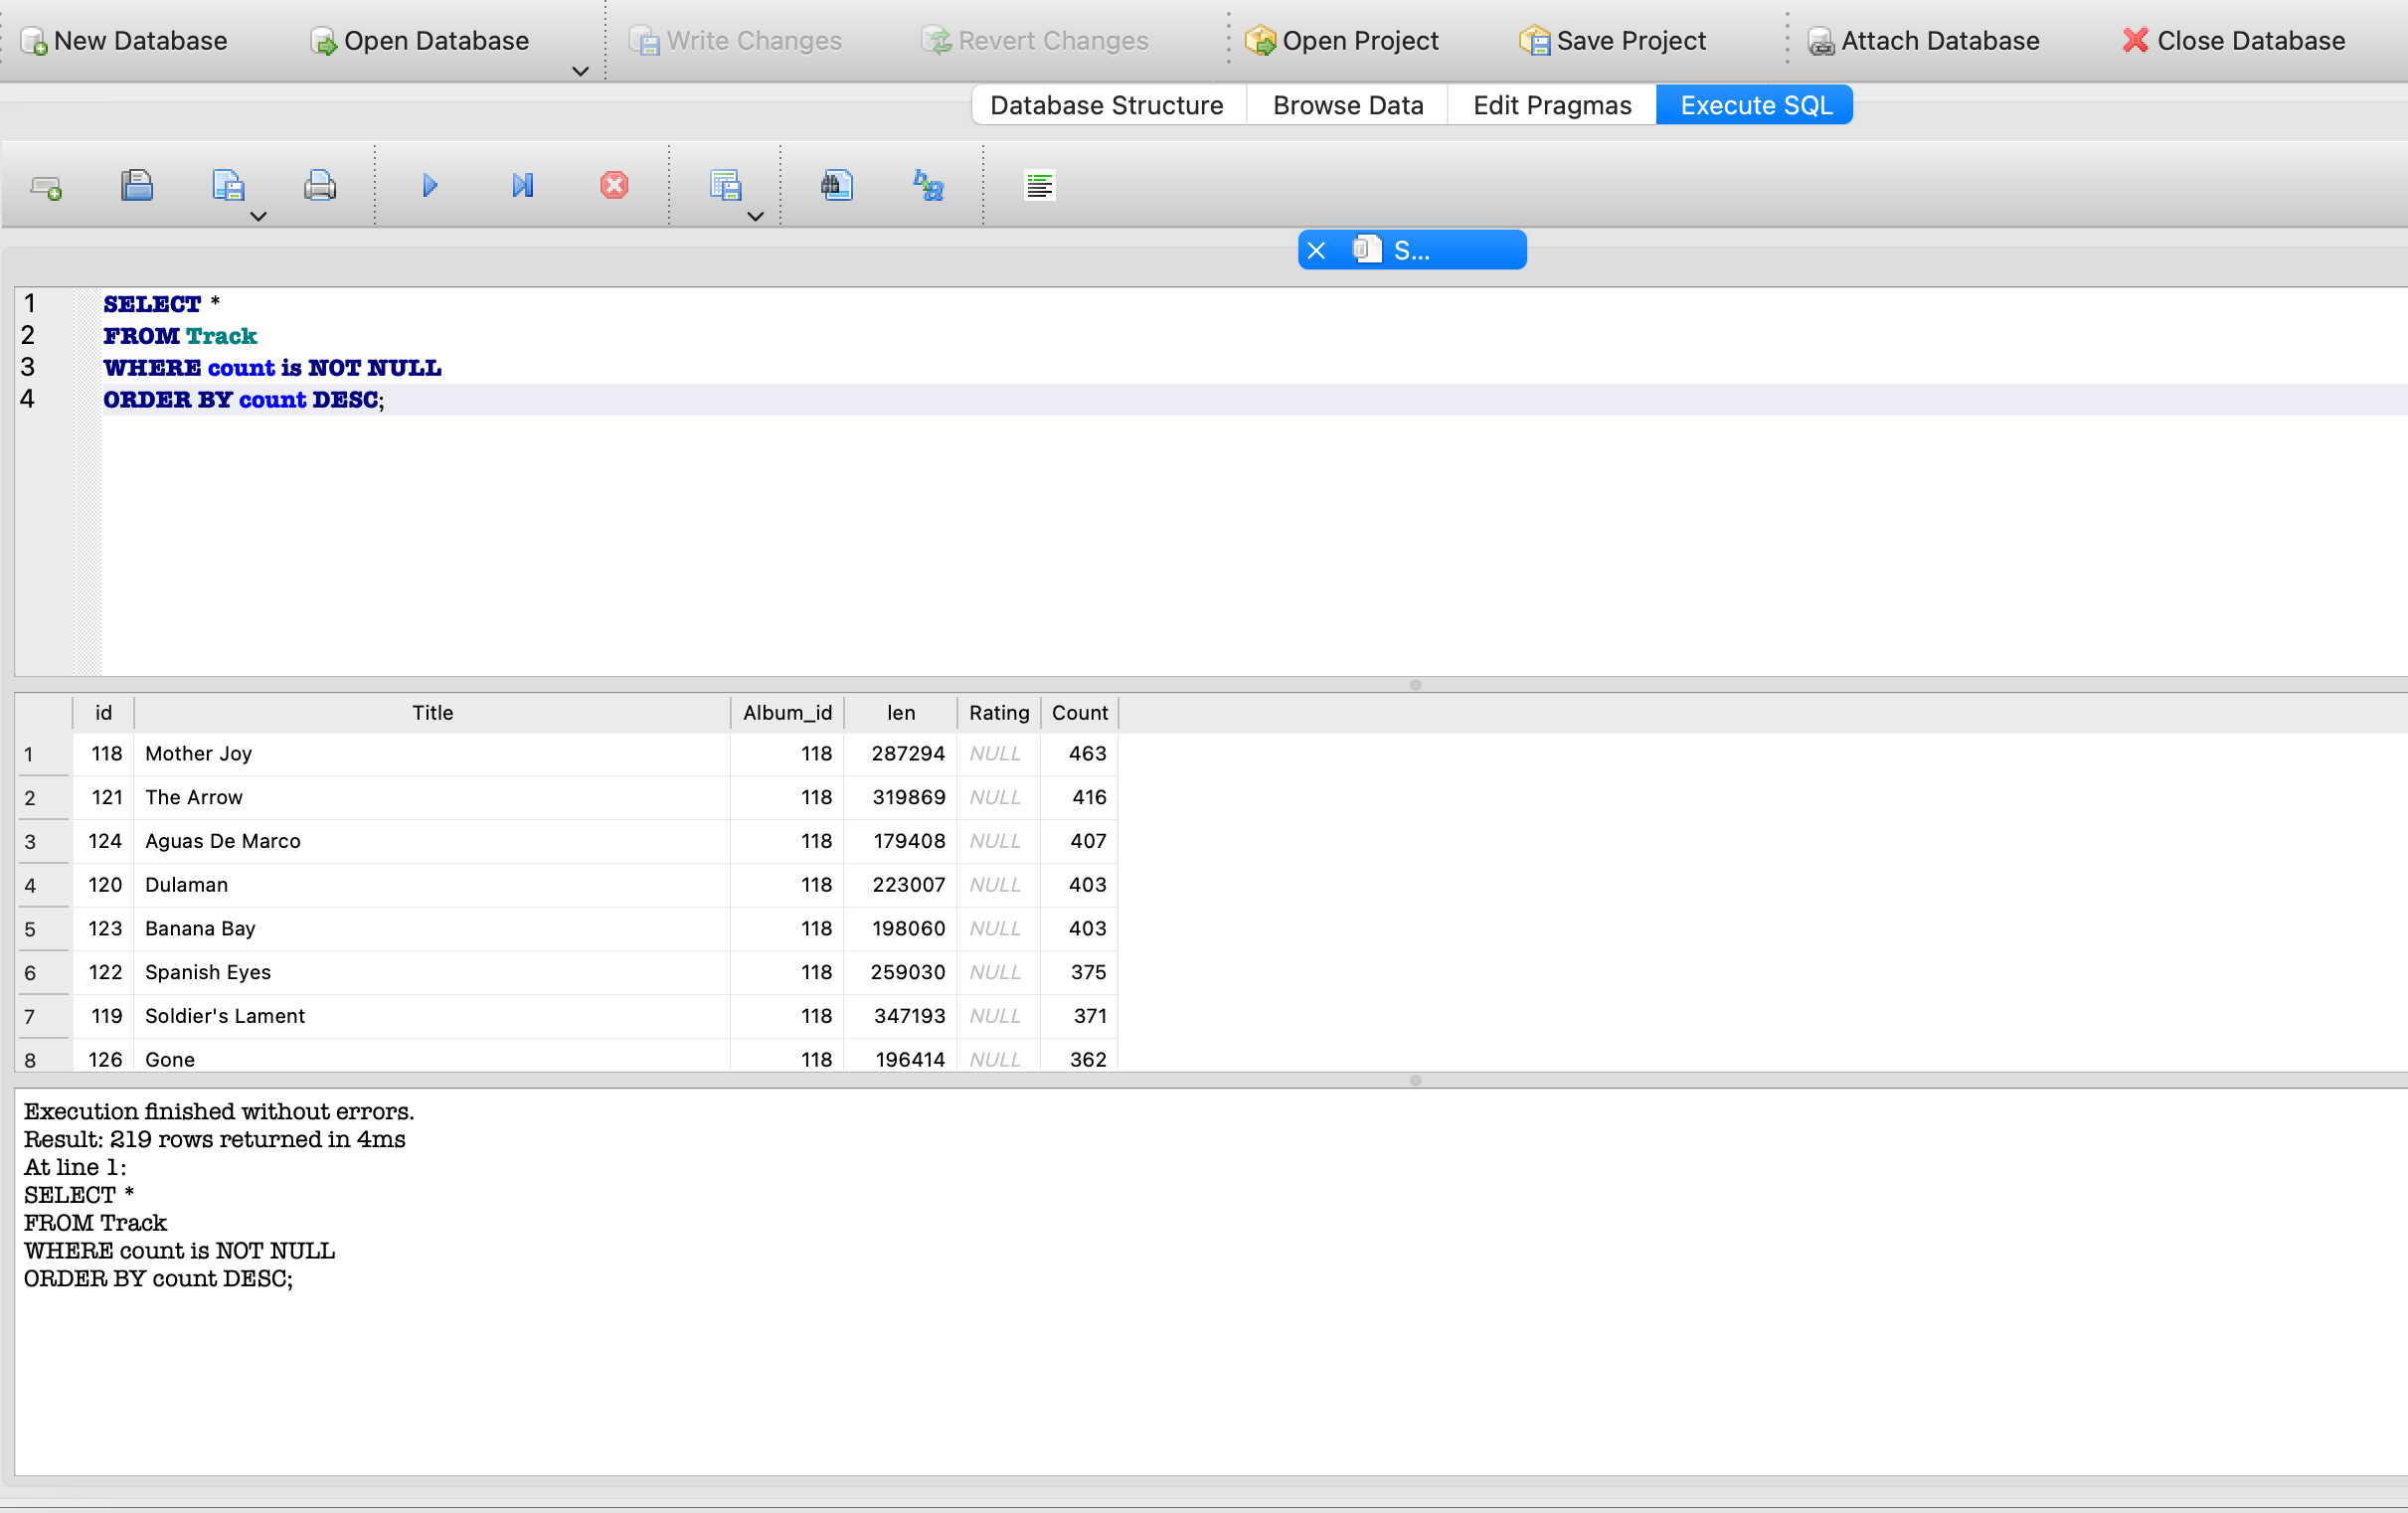 New Database Open Database Write Changes Revert Changes Open Project Save Project Attach Database Close Database
Database Structure Browse Data Edit Pragmas Execute SQL
S...
1 SELECT *
2 FROM Track
3 WHERE count is NOT NULL
4 ORDER BY count DESC;
id Title Album_id len Rating Count
1 118 Mother Joy 118 287294 NULL 463
2 121 The Arrow 118 319869 NULL 416
3 124 Aguas De Marco 118 179408 NULL 407
4 120 Dulaman 118 223007 NULL 403
5 123 Banana Bay 118 198060 NULL 403
6 122 Spanish Eyes 118 259030 NULL 375
7 119 Soldier's Lament 118 347193 NULL 371
8 126 Gone 118 196414 NULL 362
Execution finished without errors.
Result: 219 rows returned in 4ms
At line 1:
SELECT *
FROM Track
WHERE count is NOT NULL
ORDER BY count DESC;